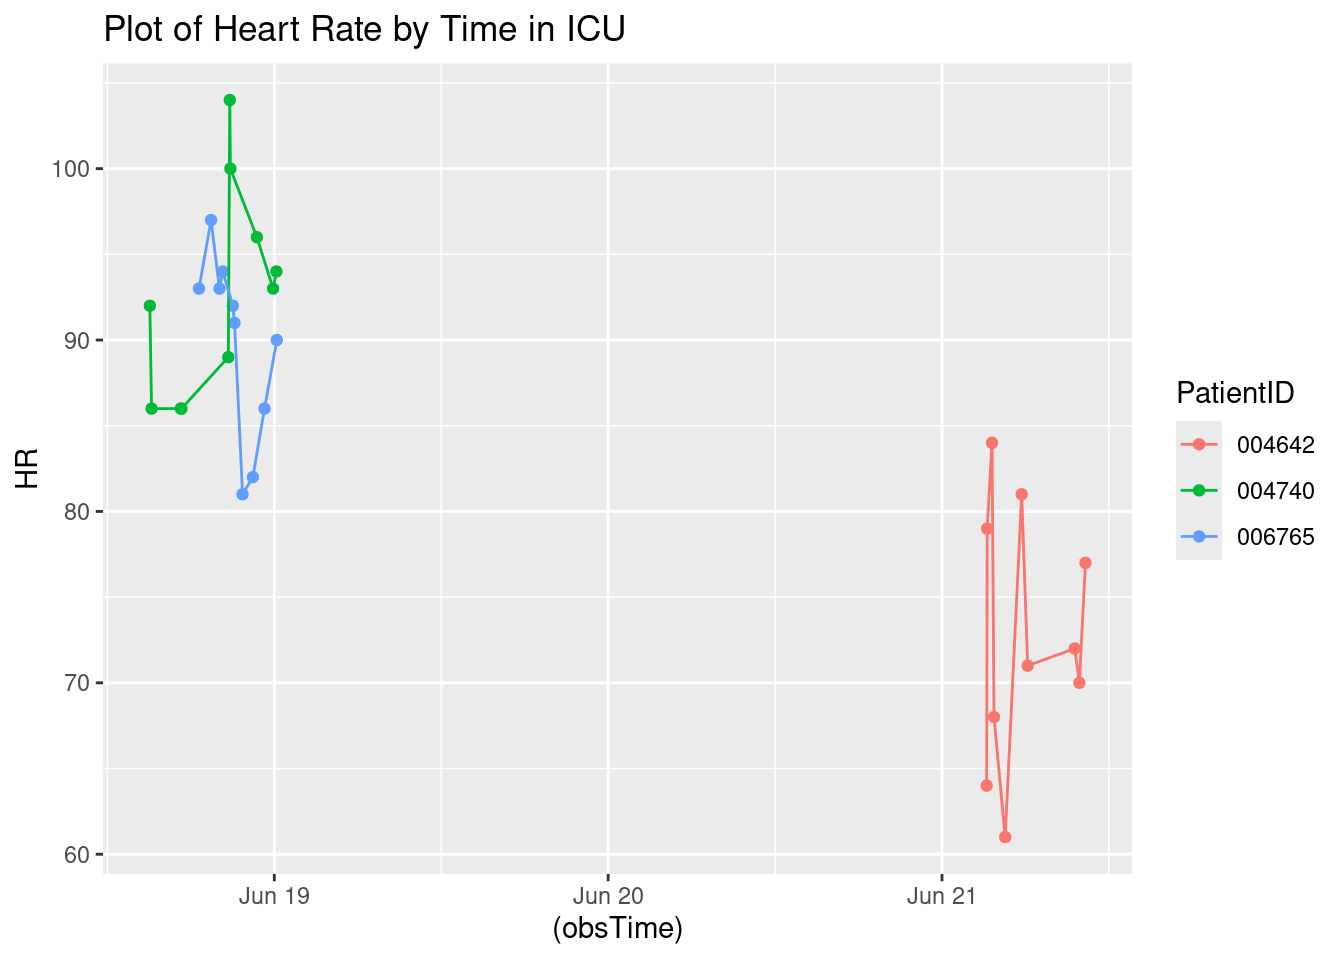 Plot of Heart Rate by Time in ICU
100
90
80
70
60
HR
Jun 19
Jun 20
Jun 21
(obsTime)
PatientID
004642
004740
006765